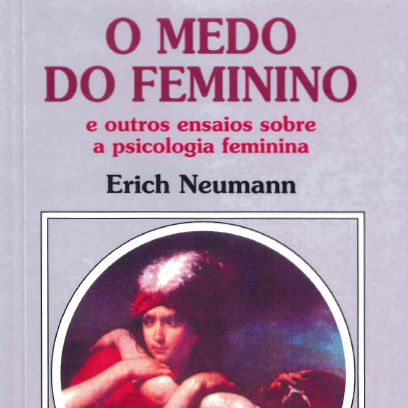 O MEDO
DO FEMININO
e outros ensaios sobre
a psicologia feminina
Erich Neumann